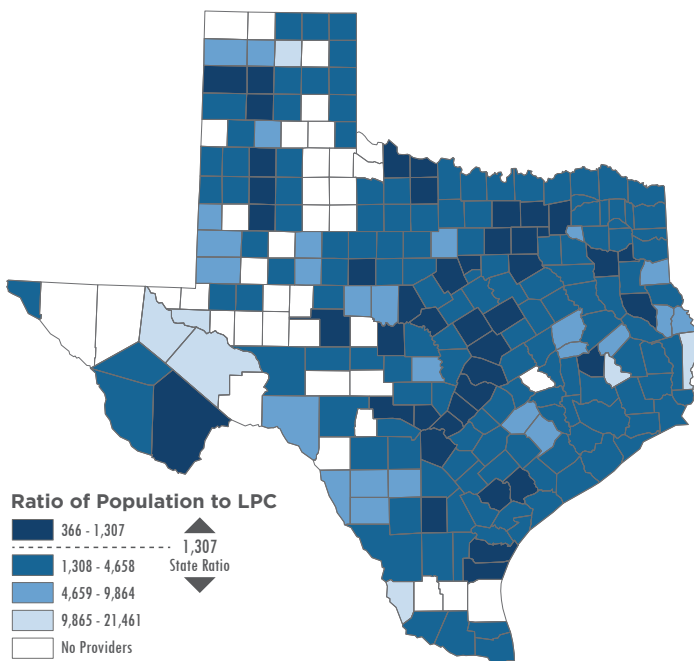 Ratio of Population to LPC
366 - 1,307
1,307
State Ratio
1,308 - 4,658
4,659 - 9,864
9,865 - 21,461
No Providers